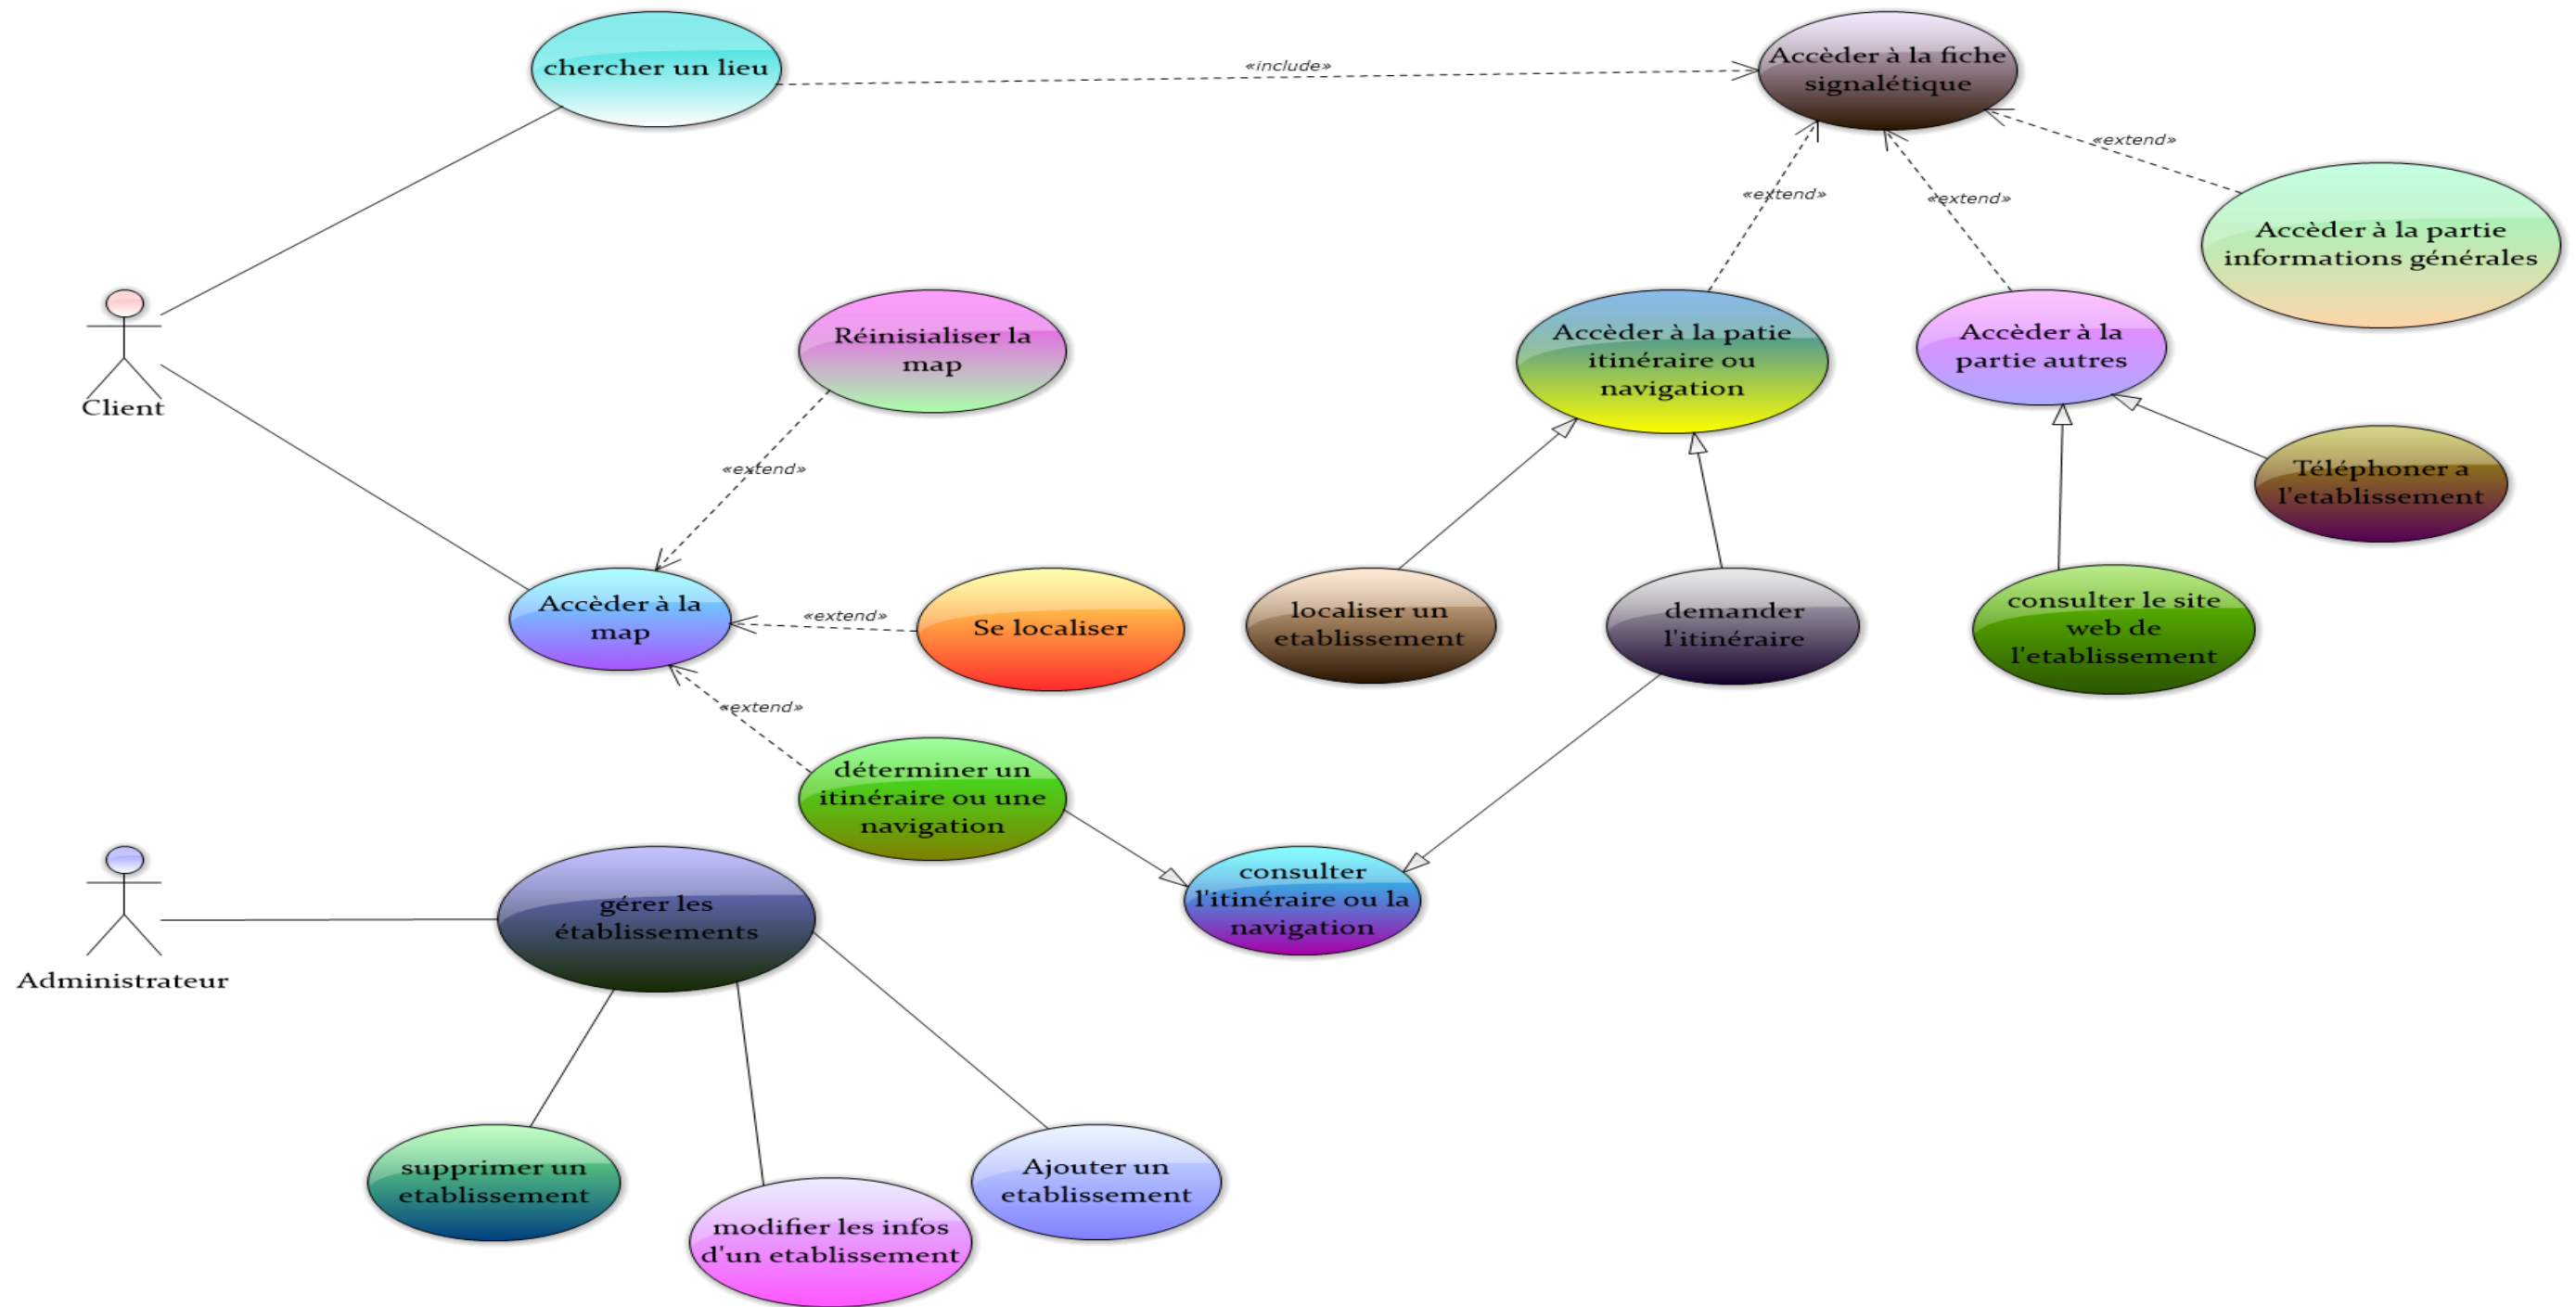 chercher un lieu
«include»
Accèder à la fiche
signalétique
«extend»
«extend»
«extend»
Accèder à la partie
informations générales
Client
Réinisialiser la
map
Accèder à la patie
itinéraire ou
navigation
Accèder à la
partie autres
«extend»
Téléphoner a
l'etablissement
Accèder à la
map
«extend»
Se localiser
localiser un
etablissement
demander
l'itinéraire
consulter le site
web de
l'etablissement
«extend»
déterminer un
itinéraire ou une
navigation
consulter
l'itinéraire ou la
navigation
Administrateur
gérer les
établissements
supprimer un
etablissement
modifier les infos
d'un etablissement
Ajouter un
etablissement